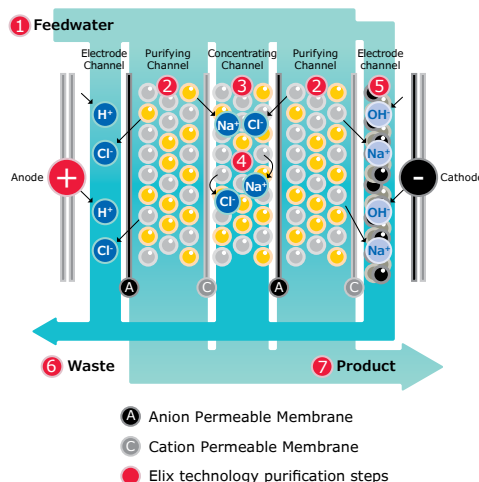 1 Feedwater
Electrode
Channel
Purifying
Channel
Concentrating
Channel
Purifying
Channel
Electrode
channel
2
3
2
5
H⁺
Na⁺
Cl⁻
OH⁻
Cl⁻
4
Na⁺
Anode
+
-
Cathode
Na⁺
Cl⁻
H⁺
OH⁻
Cl⁻
Na⁺
A
C
A
C
6 Waste
7 Product
A Anion Permeable Membrane
C Cation Permeable Membrane
Elix technology purification steps